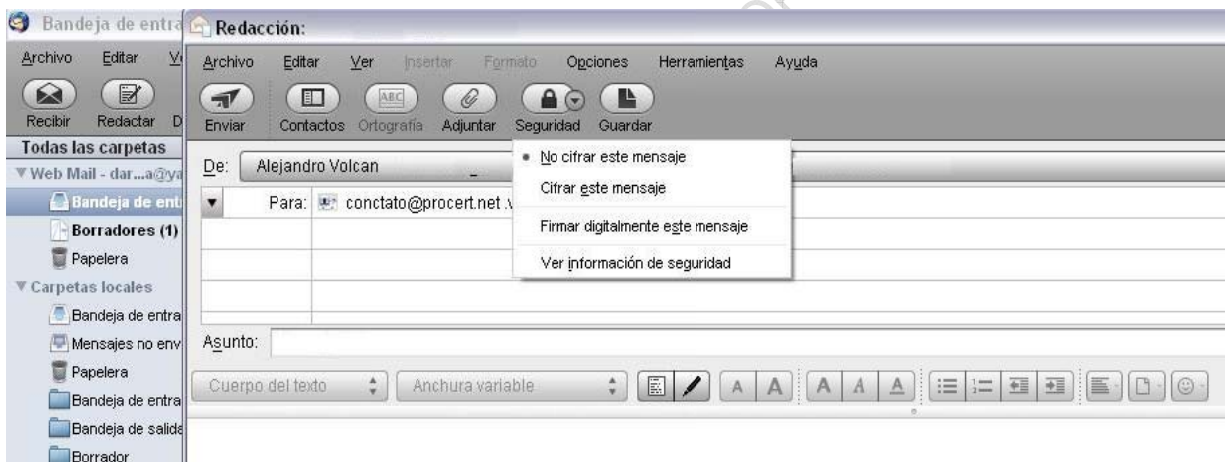 Bandeja de entra
Redacción:
Archivo Editar
Archivo Editar Ver Insertar Formato Opciones Herramientas Ayuda
Recibir Redactar D
Enviar Contactos Ortografía Adjuntar Seguridad Guardar
ABC
Todas las carpetas
Web Mail - dar...a@ya
Bandeja de ent
Borradores (1)
Papelera
Carpetas locales
Bandeja de entra
Mensajes no env
Papelera
Bandeja de entra
Bandeja de salida
Borrador
De: Alejandro Volcan
Para: conctato@procert.net .v
No cifrar este mensaje
Cifrar este mensaje
Firmar digitalmente este mensaje
Ver información de seguridad
Asunto:
Cuerpo del texto Anchura variable
A A A A A